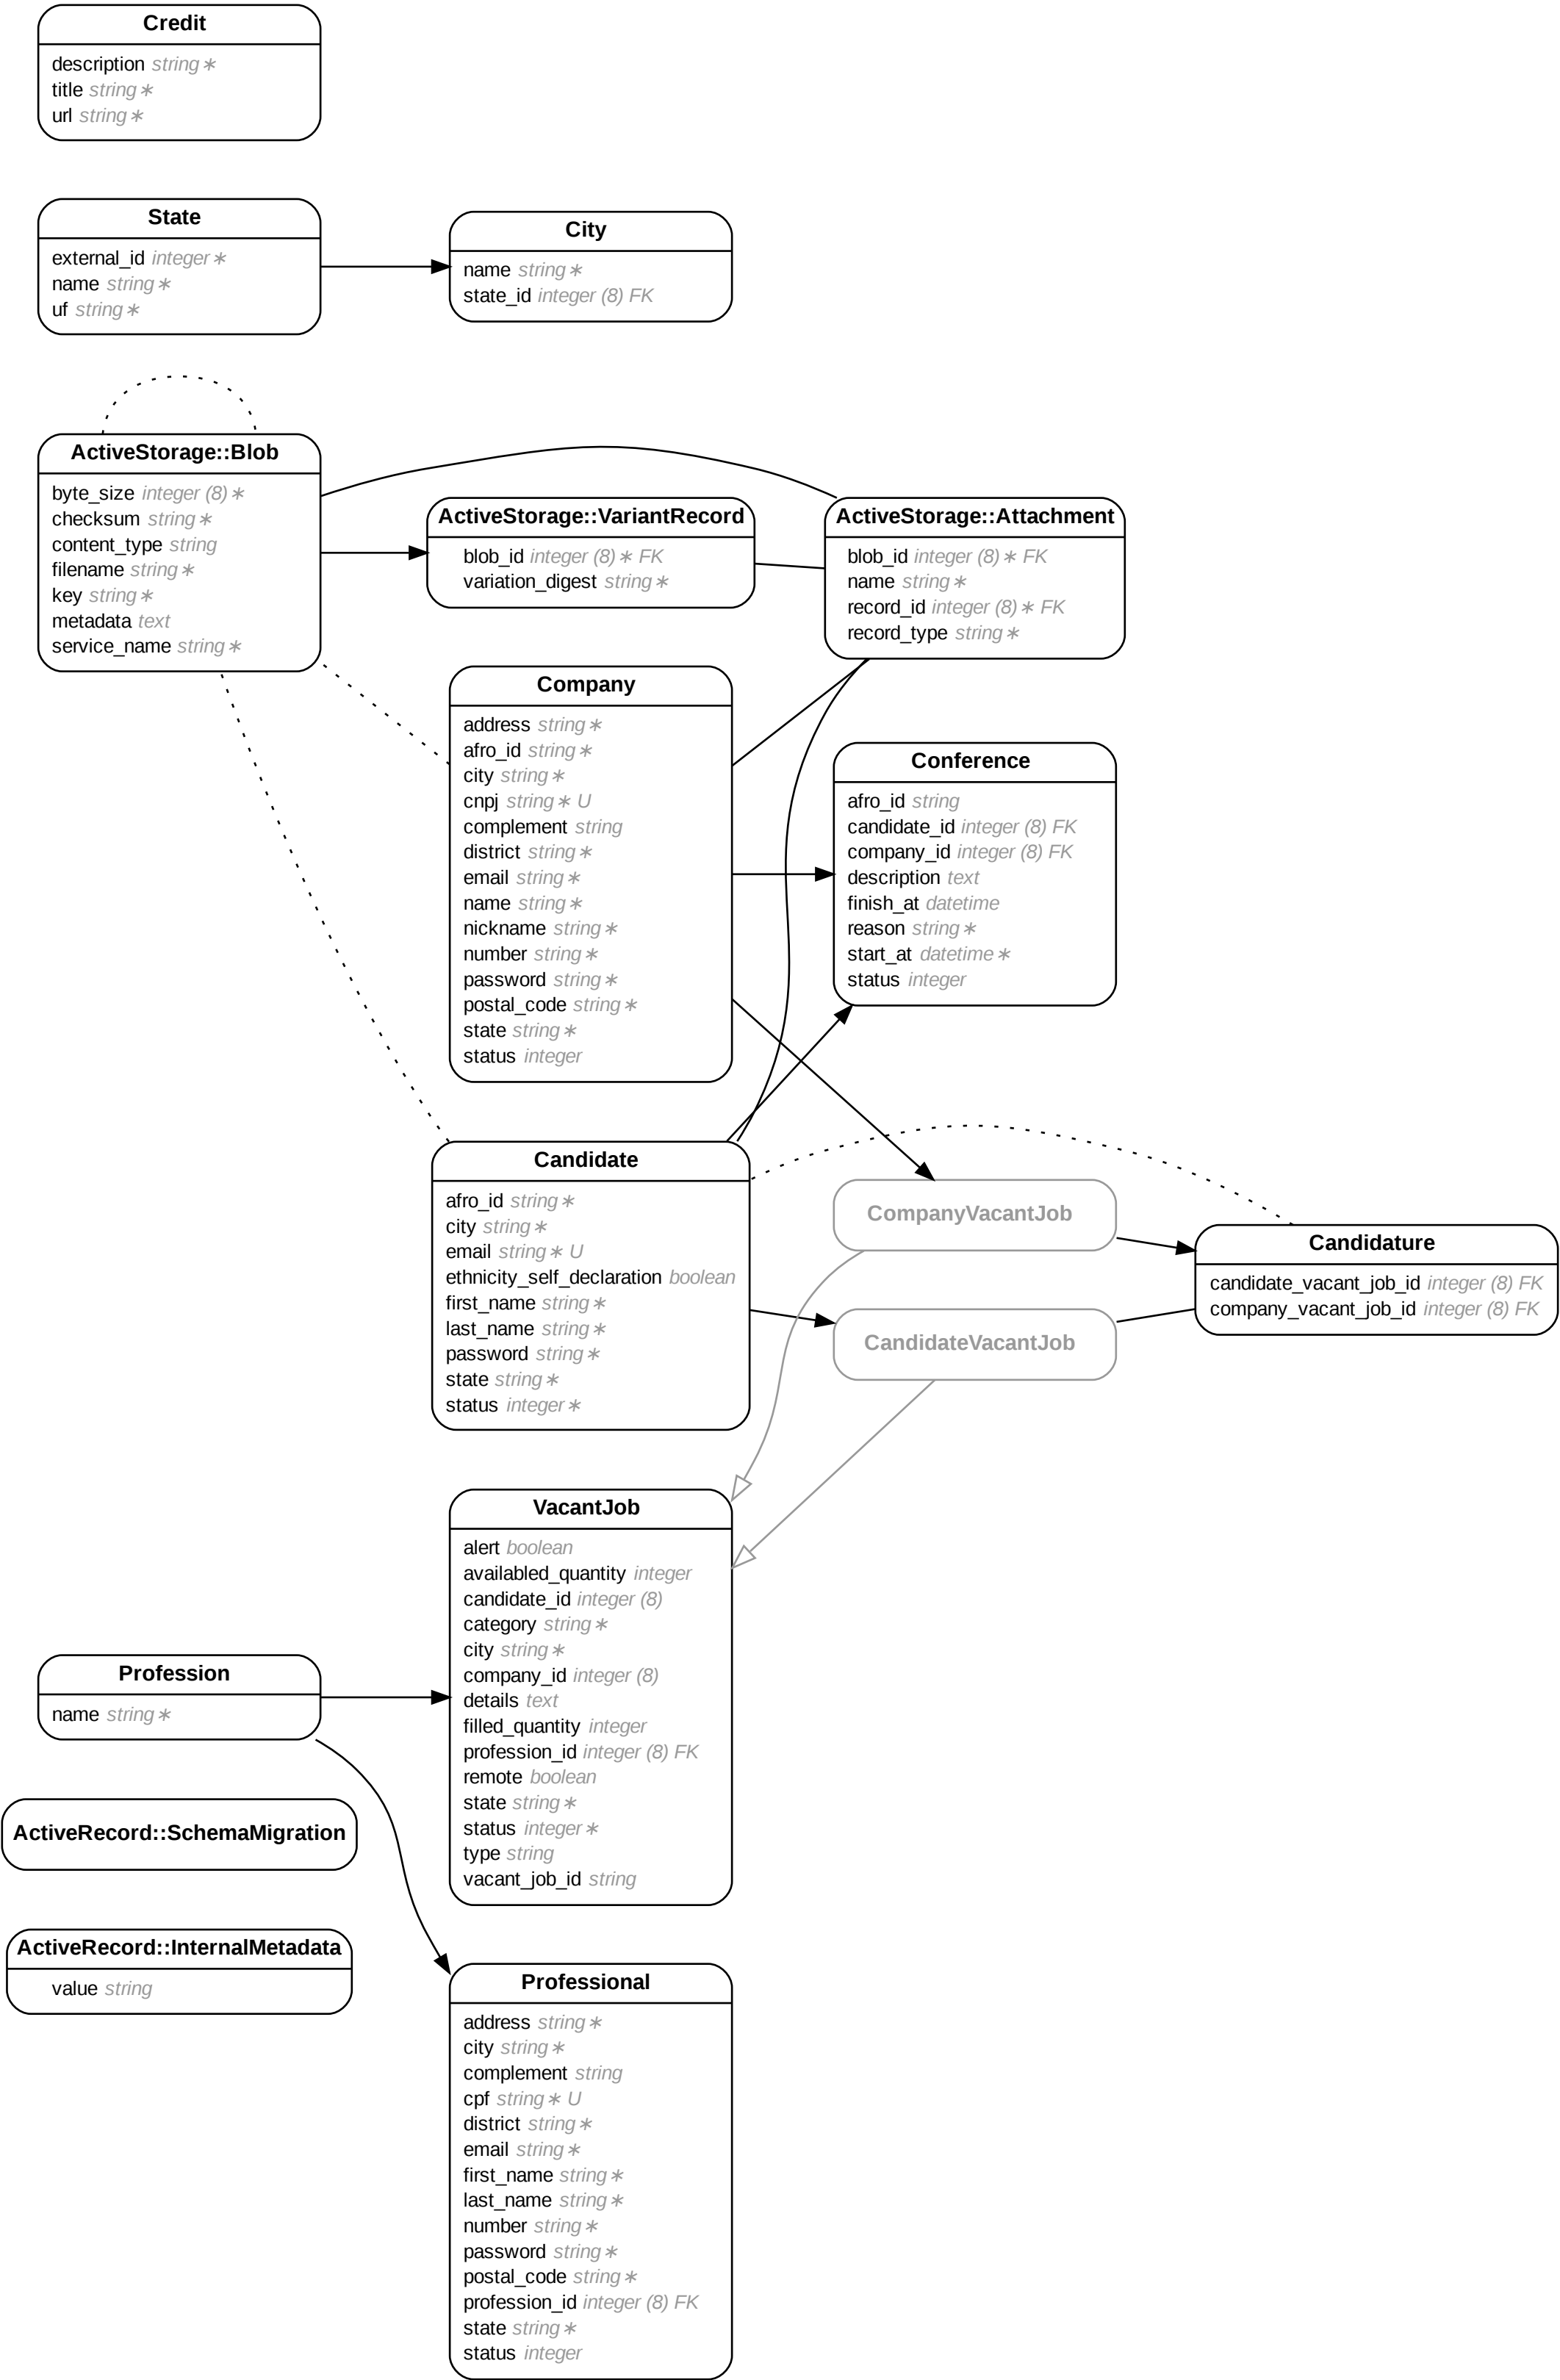 Credit
description string ∗
title string ∗
url string ∗
State
external_id integer ∗
name string ∗
uf string ∗
City
name string ∗
state_id integer (8) FK
ActiveStorage::Blob
byte_size integer (8) ∗
checksum string ∗
content_type string
filename string ∗
key string ∗
metadata text
service_name string ∗
ActiveStorage::VariantRecord
blob_id integer (8) ∗ FK
variation_digest string ∗
ActiveStorage::Attachment
blob_id integer (8) ∗ FK
name string ∗
record_id integer (8) ∗ FK
record_type string ∗
Company
address string ∗
afro_id string ∗
city string ∗
cnpj string ∗ U
complement string
district string ∗
email string ∗
name string ∗
nickname string ∗
number string ∗
password string ∗
postal_code string ∗
state string ∗
status integer
Conference
afro_id string
candidate_id integer (8) FK
company_id integer (8) FK
description text
finish_at datetime
reason string ∗
start_at datetime ∗
status integer
Candidate
afro_id string ∗
city string ∗
email string ∗ U
ethnicity_self_declaration boolean
first_name string ∗
last_name string ∗
password string ∗
state string ∗
status integer ∗
CompanyVacantJob
CandidateVacantJob
Candidature
candidate_vacant_job_id integer (8) FK
company_vacant_job_id integer (8) FK
VacantJob
alert boolean
availabled_quantity integer
candidate_id integer (8)
category string ∗
city string ∗
company_id integer (8)
details text
filled_quantity integer
profession_id integer (8) FK
remote boolean
state string ∗
status integer ∗
type string
vacant_job_id string
Profession
name string ∗
ActiveRecord::SchemaMigration
ActiveRecord::InternalMetadata
value string
Professional
address string ∗
city string ∗
complement string
cpf string ∗ U
district string ∗
email string ∗
first_name string ∗
last_name string ∗
number string ∗
password string ∗
postal_code string ∗
profession_id integer (8) FK
state string ∗
status integer